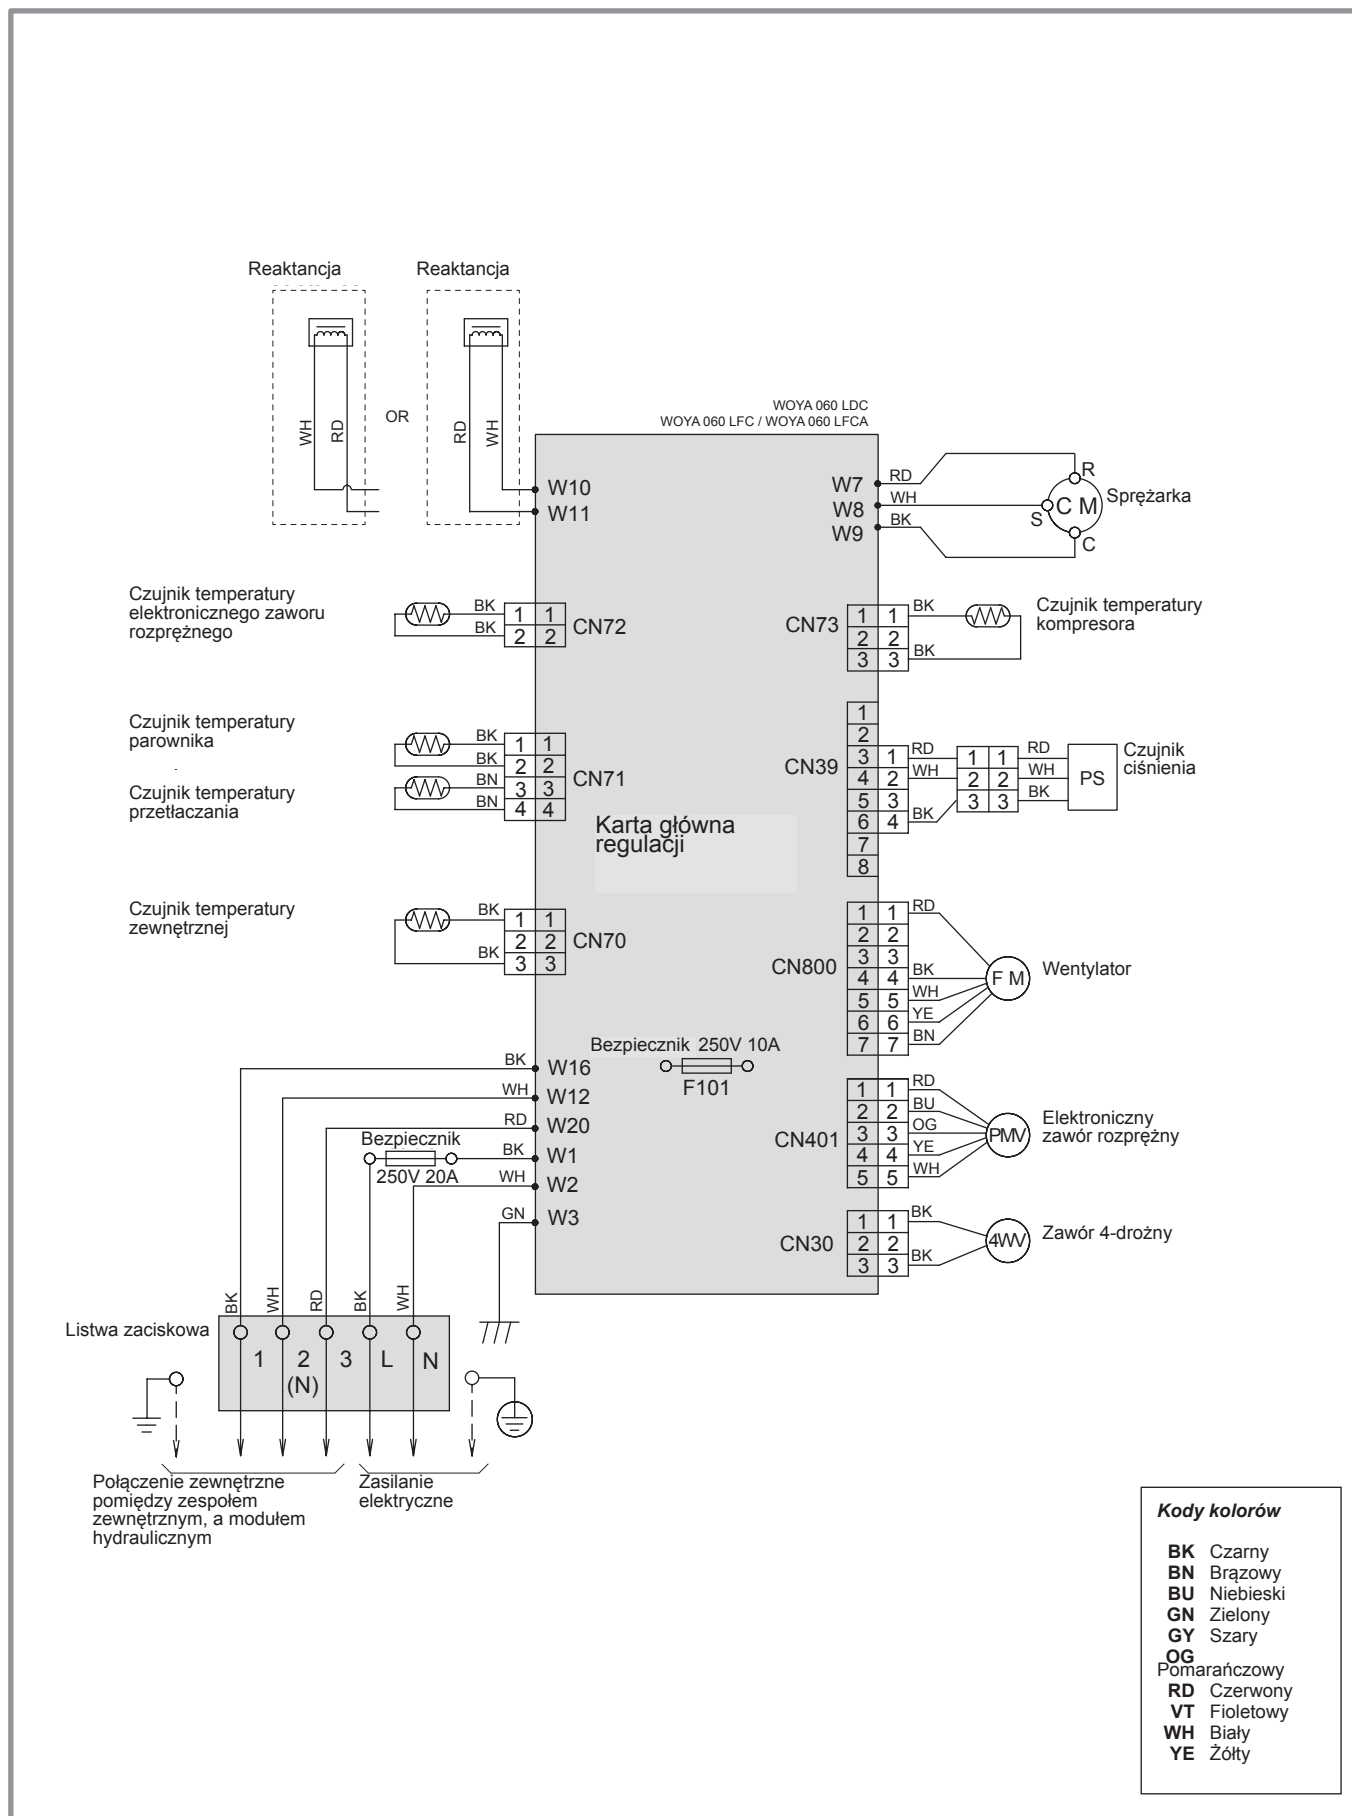 Reaktancja
Reaktancja
WH
RD
OR
RD
WH
WOYA 060 LDC
WOYA 060 LFC / WOYA 060 LFCA
W10
W11
W7
W8
W9
RD
WH
BK
R
S
C M
C
Sprężarka
Czujnik temperatury
elektronicznego zaworu
rozprężnego
BK
BK
1 1
2 2
CN72
CN73
1 1
2 2
3 3
BK
BK
Czujnik temperatury
kompresora
Czujnik temperatury
parownika
Czujnik temperatury
przetłaczania
BK
BK
BN
BN
1 1
2 2
3 3
4 4
CN71
CN39
1
2
3 1
4 2
5 3
6 4
7
8
RD
WH
BK
1 1
2 2
3 3
RD
WH
BK
PS
Czujnik
ciśnienia
Karta główna
regulacji
Czujnik temperatury
zewnętrznej
BK
BK
1 1
2 2
3 3
CN70
CN800
1 1
2 2
3 3
4 4
5 5
6 6
7 7
RD
BK
WH
YE
BN
F M
Wentylator
Bezpiecznik 250V 10A
F101
BK
W16
WH
W12
RD
W20
Bezpiecznik
250V 20A
BK
W1
WH
W2
GN
W3
CN401
1 1
2 2
3 3
4 4
5 5
RD
BU
OG
YE
WH
PMV
Elektroniczny
zawór rozprężny
CN30
1 1
2 2
3 3
BK
BK
4WV
Zawór 4-drożny
BK
WH
RD
BK
WH
Listwa zaciskowa
1 2 3 L N
(N)
Połączenie zewnętrzne
pomiędzy zespołem
zewnętrznym, a modułem
hydraulicznym
Zasilanie
elektryczne
Kody kolorów
BK Czarny
BN Brązowy
BU Niebieski
GN Zielony
GY Szary
OG
Pomarańczowy
RD Czerwony
VT Fioletowy
WH Biały
YE Żółty